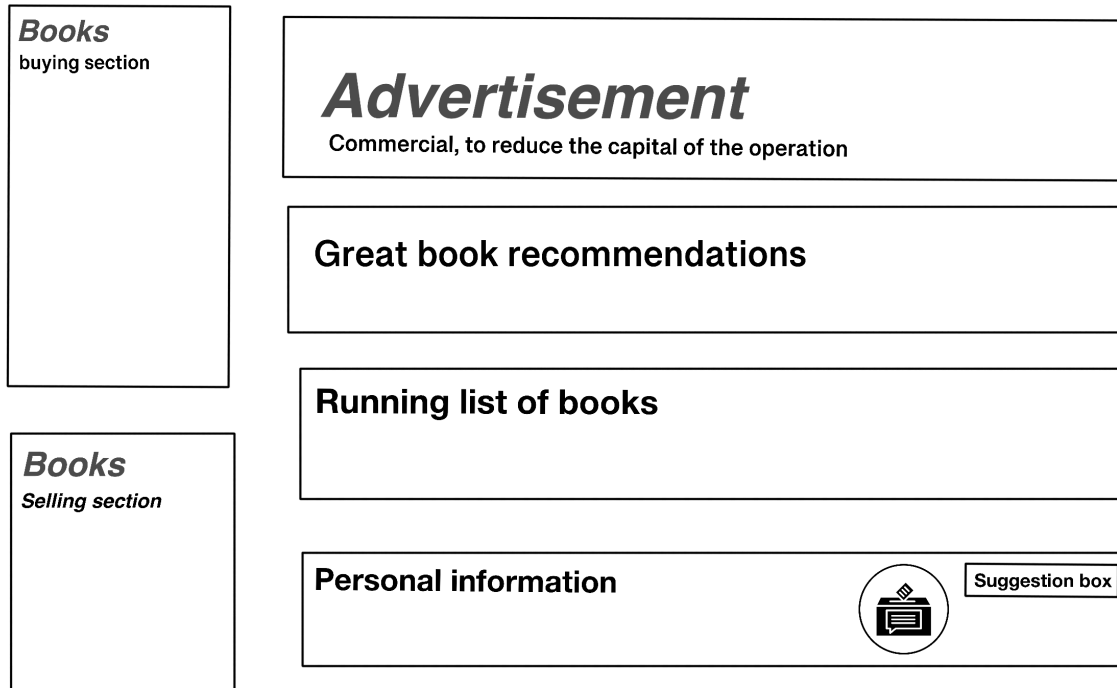 Books
buying section
Advertisement
Commercial, to reduce the capital of the operation
Great book recommendations
Running list of books
Books
Selling section
Personal information
Suggestion box